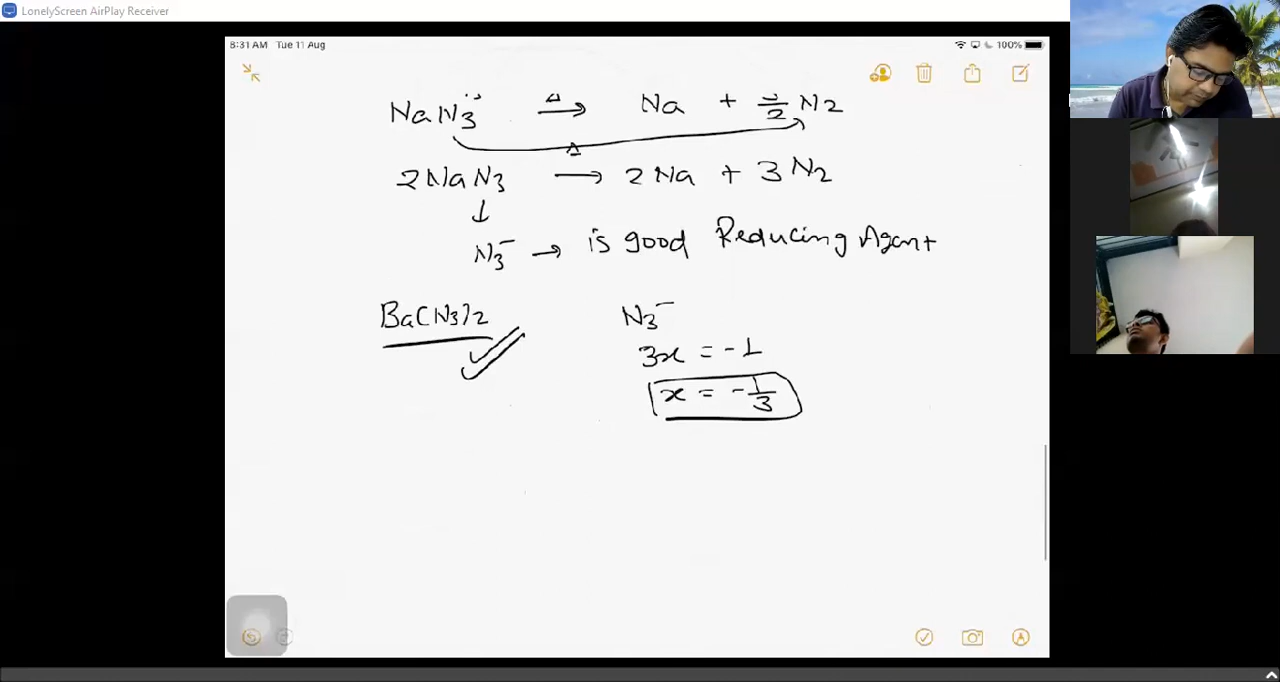 LonelyScreen AirPlay Receiver
8:31 AM Tue 11 Aug
100%
NaN3 Δ→ Na + 3/2 N2
Δ
2NaN3 → 2Na + 3N2
↓
N3⁻ → is good Reducing Agent
Ba(N3)2 N3⁻
3x = -1
x = -1/3